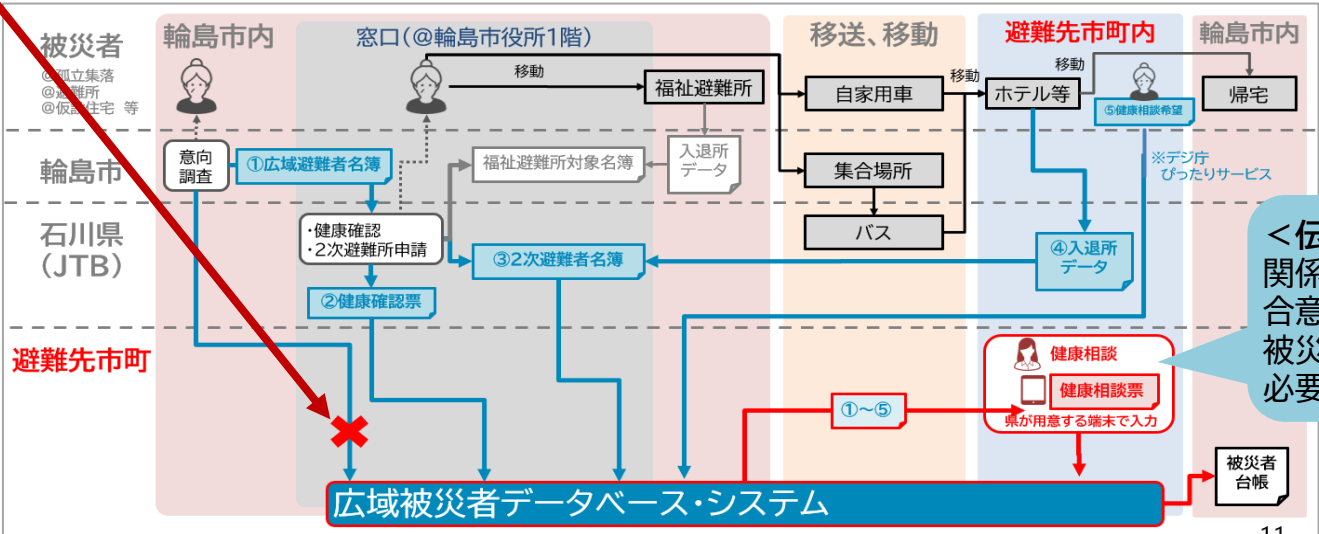 被災者
@孤立集落
@避難所
@仮設住宅 等
輪島市内
窓口(@輪島市役所1階)
移動
福祉避難所
移送、移動
自家用車
移動
避難先市町内
移動
ホテル等
⑤健康相談希望
輪島市内
帰宅
輪島市
意向
調査
①広域避難者名簿
福祉避難所対象名簿
入退所
データ
集合場所
※デジ庁
ぴったりサービス
石川県
(JTB)
・健康確認
・2次避難所申請
③2次避難者名簿
バス
④入退所
データ
②健康確認票
<伝
関係
合意
被災
必要
避難先市町
健康相談
健康相談票
県が用意する端末で入力
①~⑤
広域被災者データベース・システム
被災者
台帳
11